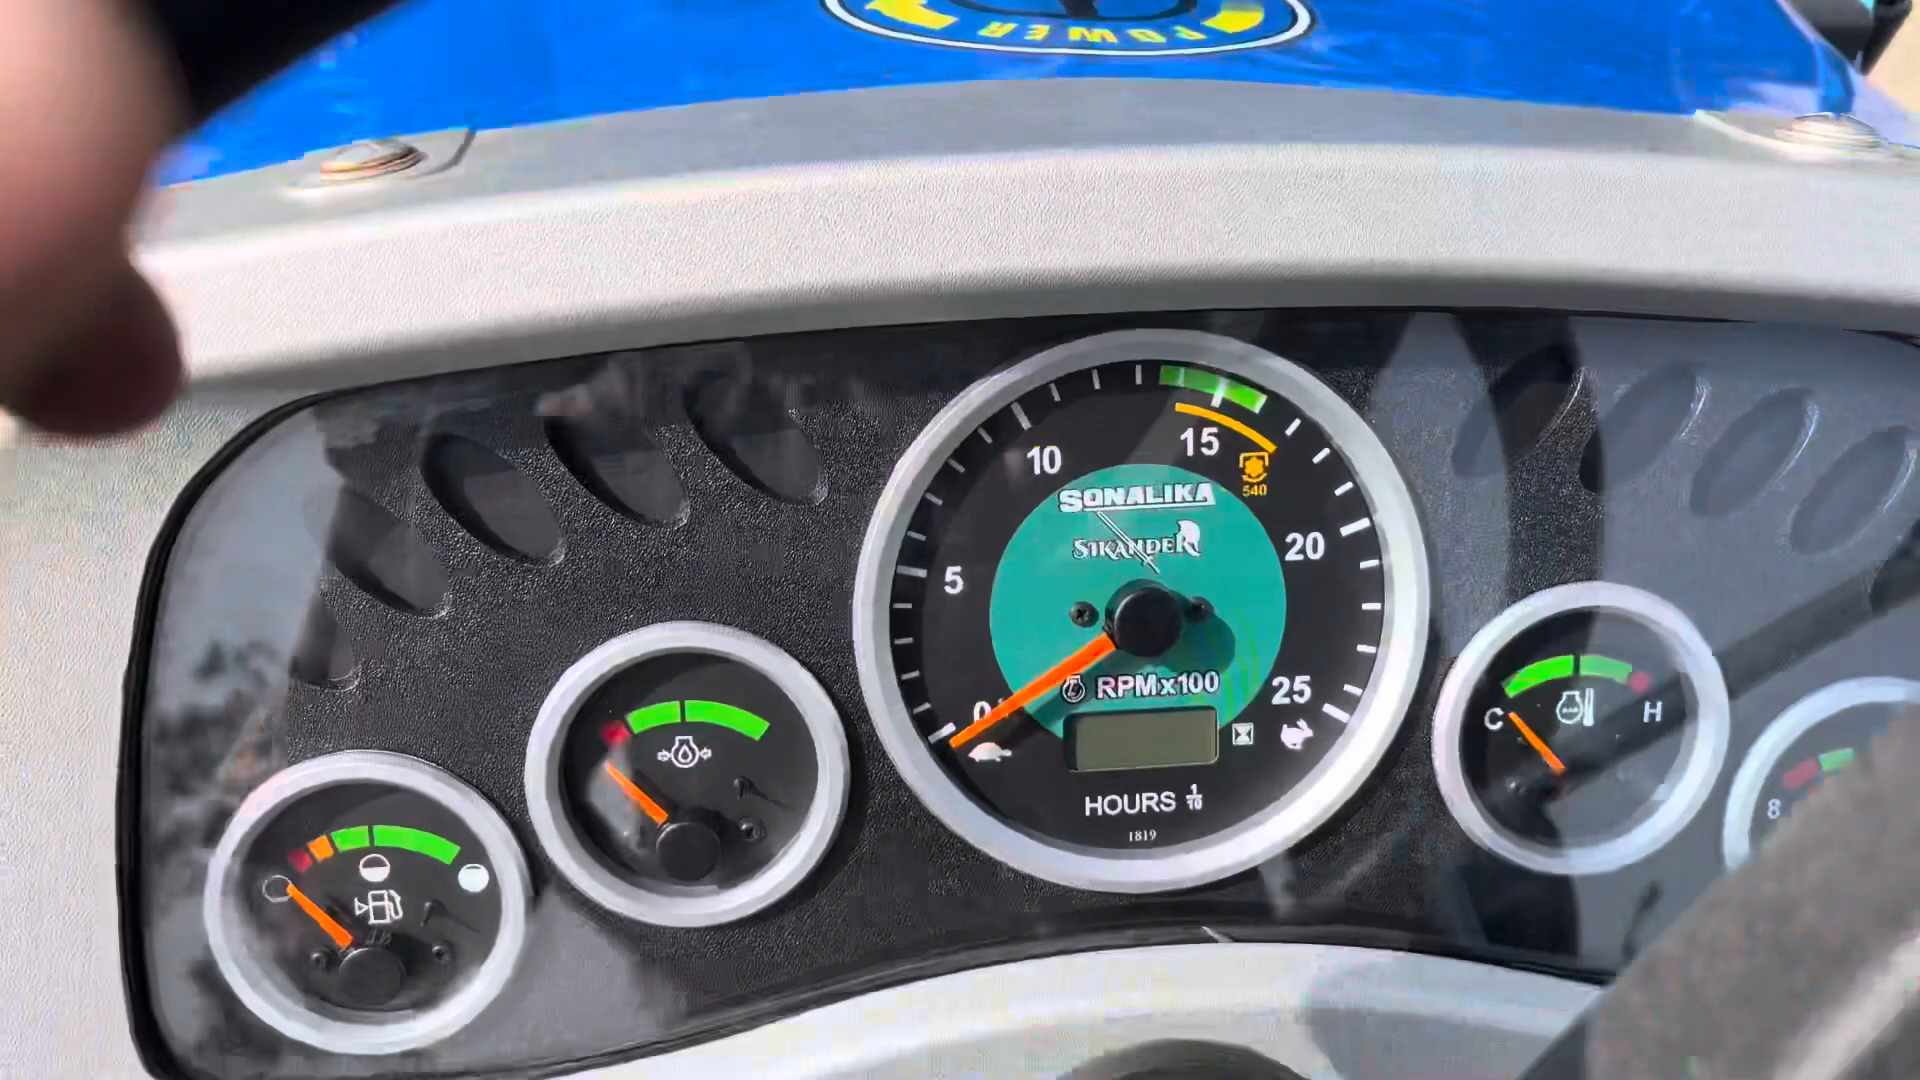 POWER
10
15
540
SONALIKA
SIKANDER
5
20
0
RPMx100
25
C
H
HOURS 1/10
1819
8